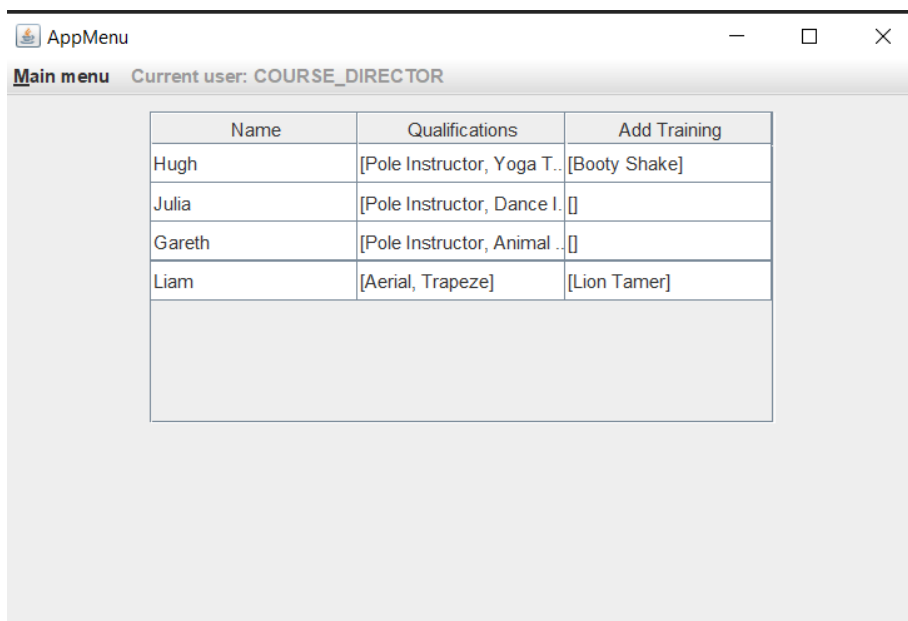 AppMenu
Main menu Current user: COURSE_DIRECTOR
Name Qualifications Add Training
Hugh [Pole Instructor, Yoga T.. [Booty Shake]
Julia [Pole Instructor, Dance I. []
Gareth [Pole Instructor, Animal .. []
Liam [Aerial, Trapeze] [Lion Tamer]